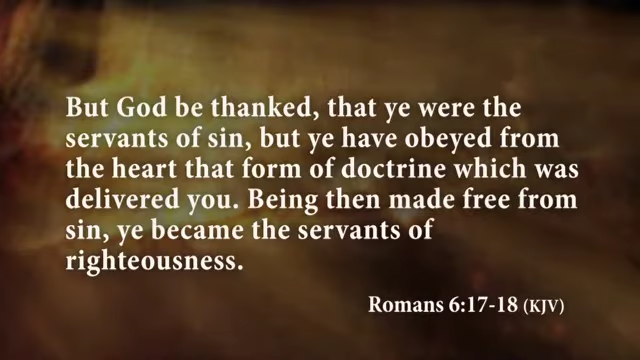 But God be thanked, that ye were the
servants of sin, but ye have obeyed from
the heart that form of doctrine which was
delivered you. Being then made free from
sin, ye became the servants of
righteousness.
Romans 6:17-18 (KJV)